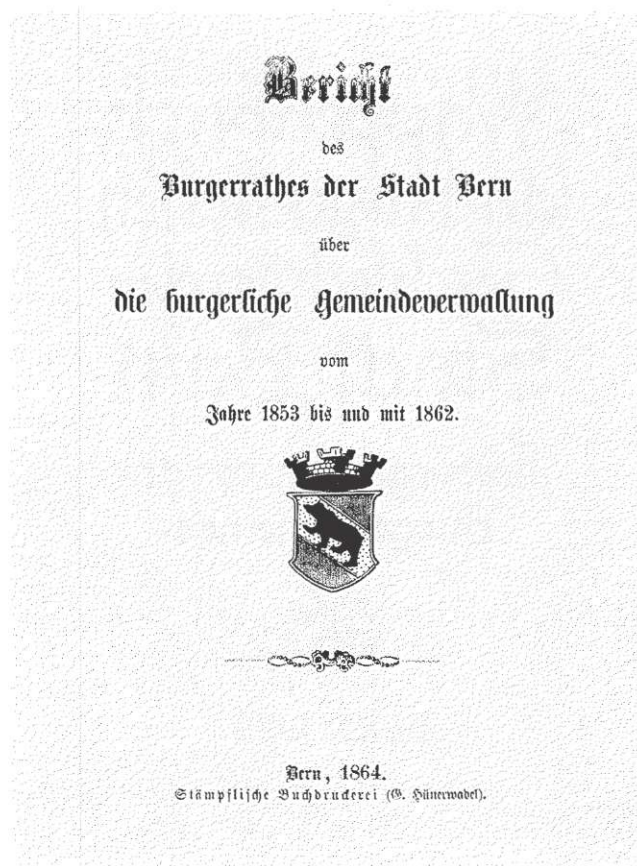 Bericht
des
Burgerrathes der Stadt Bern
über
die burgerliche Gemeindeverwaltung
vom
Jahre 1853 bis und mit 1862.
Bern, 1864.
Stämpflische Buchdruckerei (G. Hünerwadel).